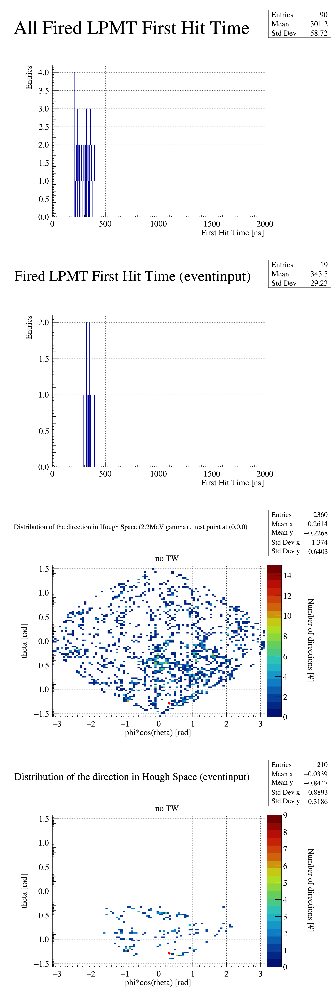 All Fired LPMT First Hit Time
Entries 90
Mean 301.2
Std Dev 58.72
Entries
4.0
3.5
3.0
2.5
2.0
1.5
1.0
0.5
0.0
0 500 1000 1500 2000
First Hit Time [ns]
Fired LPMT First Hit Time (eventinput)
Entries 19
Mean 343.5
Std Dev 29.23
Entries
2.0
1.5
1.0
0.5
0.0
0 500 1000 1500 2000
First Hit Time [ns]
Distribution of the direction in Hough Space (2.2MeV gamma) , test point at (0,0,0)
Entries 2360
Mean x 0.2614
Mean y −0.2268
Std Dev x 1.374
Std Dev y 0.6403
no TW
theta [rad]
1.5
1.0
0.5
0.0
−0.5
−1.0
−1.5
−3 −2 −1 0 1 2 3
phi*cos(theta) [rad]
14
12
10
8
6
4
2
0
Number of directions [#]
Distribution of the direction in Hough Space (eventinput)
Entries 210
Mean x −0.0339
Mean y −0.8447
Std Dev x 0.8893
Std Dev y 0.3186
no TW
theta [rad]
1.5
1.0
0.5
0.0
−0.5
−1.0
−1.5
−3 −2 −1 0 1 2 3
phi*cos(theta) [rad]
9
8
7
6
5
4
3
2
1
0
Number of directions [#]